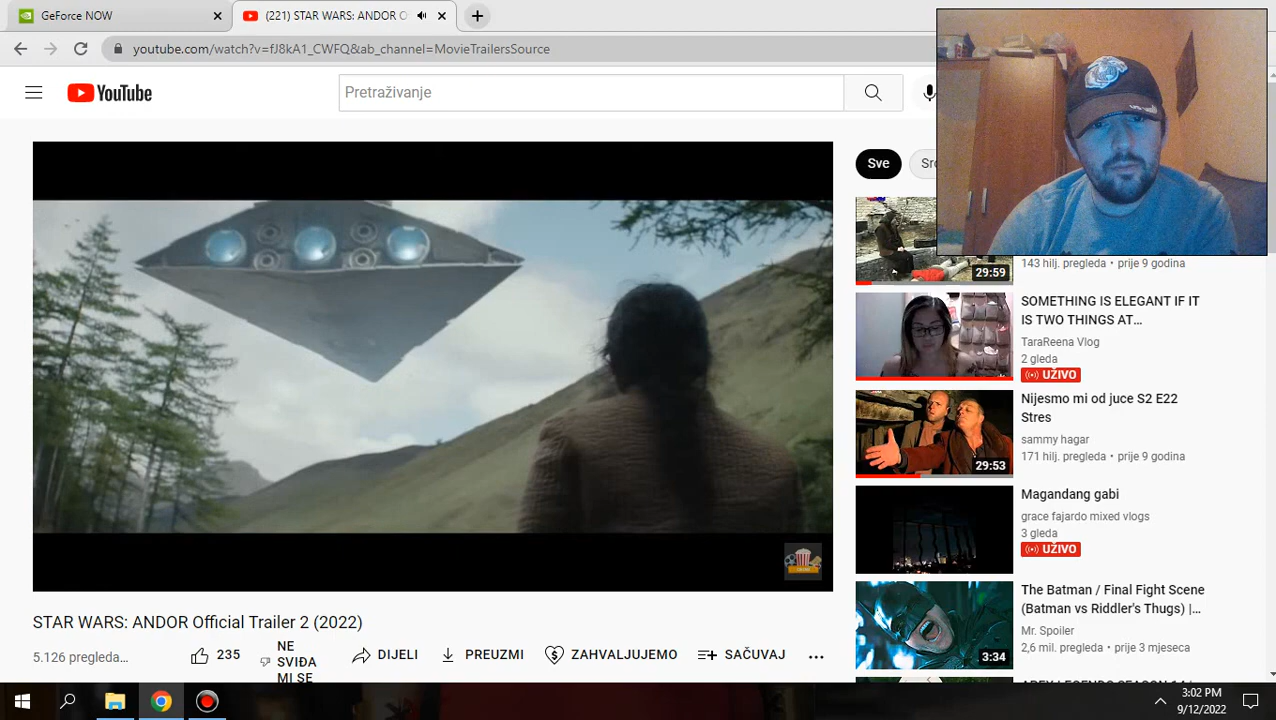 GeForce NOW
(221) STAR WARS: ANDOR O
youtube.com/watch?v=fJ8kA1_CWFQ&ab_channel=MovieTrailersSource
YouTube
Pretraživanje
Sve
Src
29:59
143 hilj. pregleda • prije 9 godina
SOMETHING IS ELEGANT IF IT
IS TWO THINGS AT...
TaraReena Vlog
2 gleda
UŽIVO
Nijesmo mi od juce S2 E22
Stres
sammy hagar
171 hilj. pregleda • prije 9 godina
29:53
Magandang gabi
grace fajardo mixed vlogs
3 gleda
UŽIVO
The Batman / Final Fight Scene
(Batman vs Riddler's Thugs) |...
Mr. Spoiler
2,6 mil. pregleda • prije 3 mjeseca
3:34
STAR WARS: ANDOR Official Trailer 2 (2022)
5.126 pregleda...
235
NE
SVIĐA
MI SE
DIJELI
PREUZMI
ZAHVALJUJEMO
SAČUVAJ
3:02 PM
9/12/2022